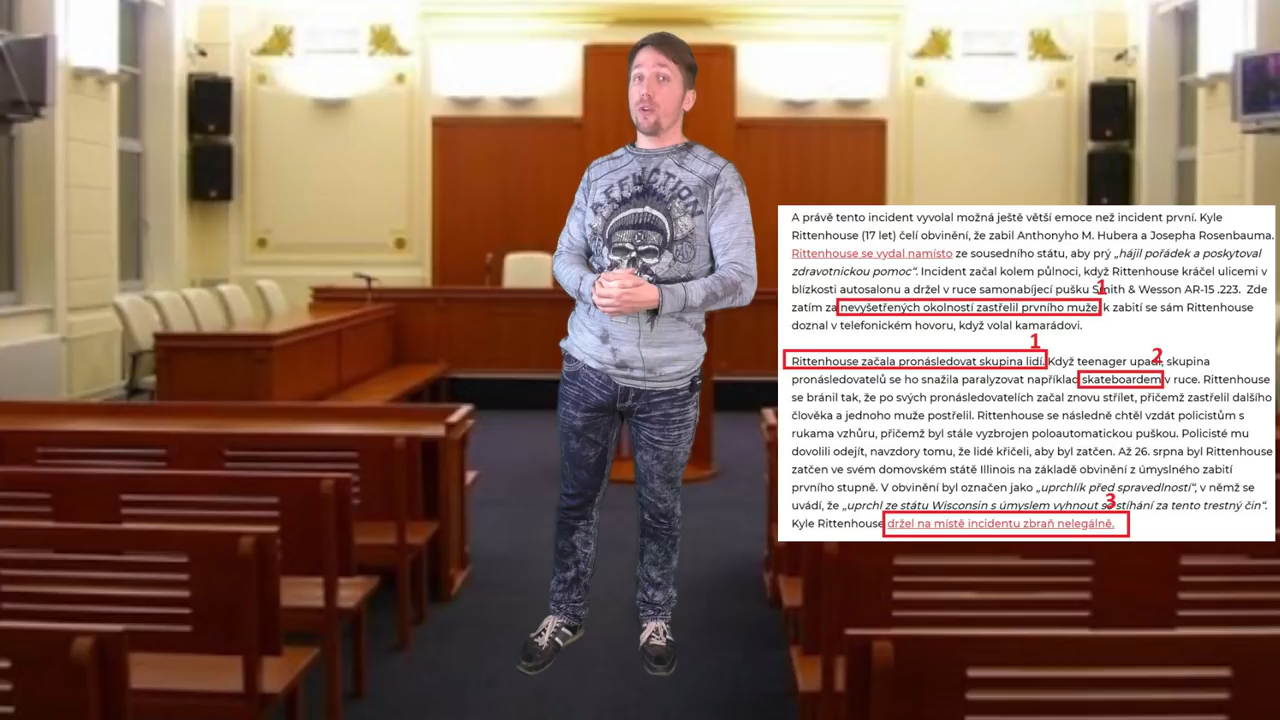 AFFLICTION
A právě tento incident vyvolal možná ještě větší emoce než incident první. Kyle
Rittenhouse (17 let) čelí obvinění, že zabil Anthonyho M. Hubera a Josepha Rosenbauma.
Rittenhouse se vydal namísto ze sousedního státu, aby prý „hájil pořádek a poskytoval
zdravotnickou pomoc“. Incident začal kolem půlnoci, když Rittenhouse kráčel ulicemi v
blízkosti autosalonu a držel v ruce samonabíjecí pušku Smith & Wesson AR-15 .223. Zde
1
zatím za nevyšetřených okolností zastřelil prvního muže, k zabití se sám Rittenhouse
doznal v telefonickém hovoru, když volal kamarádovi.
1
Rittenhouse začala pronásledovat skupina lidí. Když teenager upadl, skupina
2
pronásledovatelů se ho snažila paralyzovat například skateboardem v ruce. Rittenhouse
se bránil tak, že po svých pronásledovatelích začal znovu střílet, přičemž zastřelil dalšího
člověka a jednoho muže postřelil. Rittenhouse se následně chtěl vzdát policistům s
rukama vzhůru, přičemž byl stále vyzbrojen poloautomatickou puškou. Policisté mu
dovolili odejít, navzdory tomu, že lidé křičeli, aby byl zatčen. Až 26. srpna byl Rittenhouse
zatčen ve svém domovském státě Illinois na základě obvinění z úmyslného zabití
prvního stupně. V obvinění byl označen jako „uprchlík před spravedlností“, v němž se
uvádí, že „uprchl ze státu Wisconsin s úmyslem vyhnout se stíhání za tento trestný čin“.
3
Kyle Rittenhouse držel na místě incidentu zbraň nelegálně.